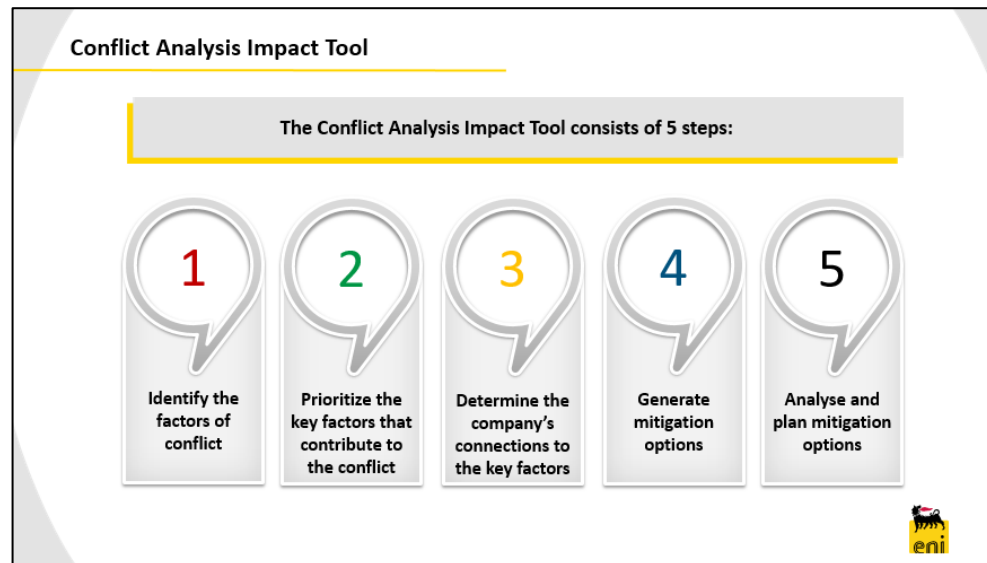 Conflict Analysis Impact Tool
The Conflict Analysis Impact Tool consists of 5 steps:
1
2
3
4
5
Identify the
factors of
conflict
Prioritize the
key factors that
contribute to
the conflict
Determine the
company's
connections to
the key factors
Generate
mitigation
options
Analyse and
plan mitigation
options
eni